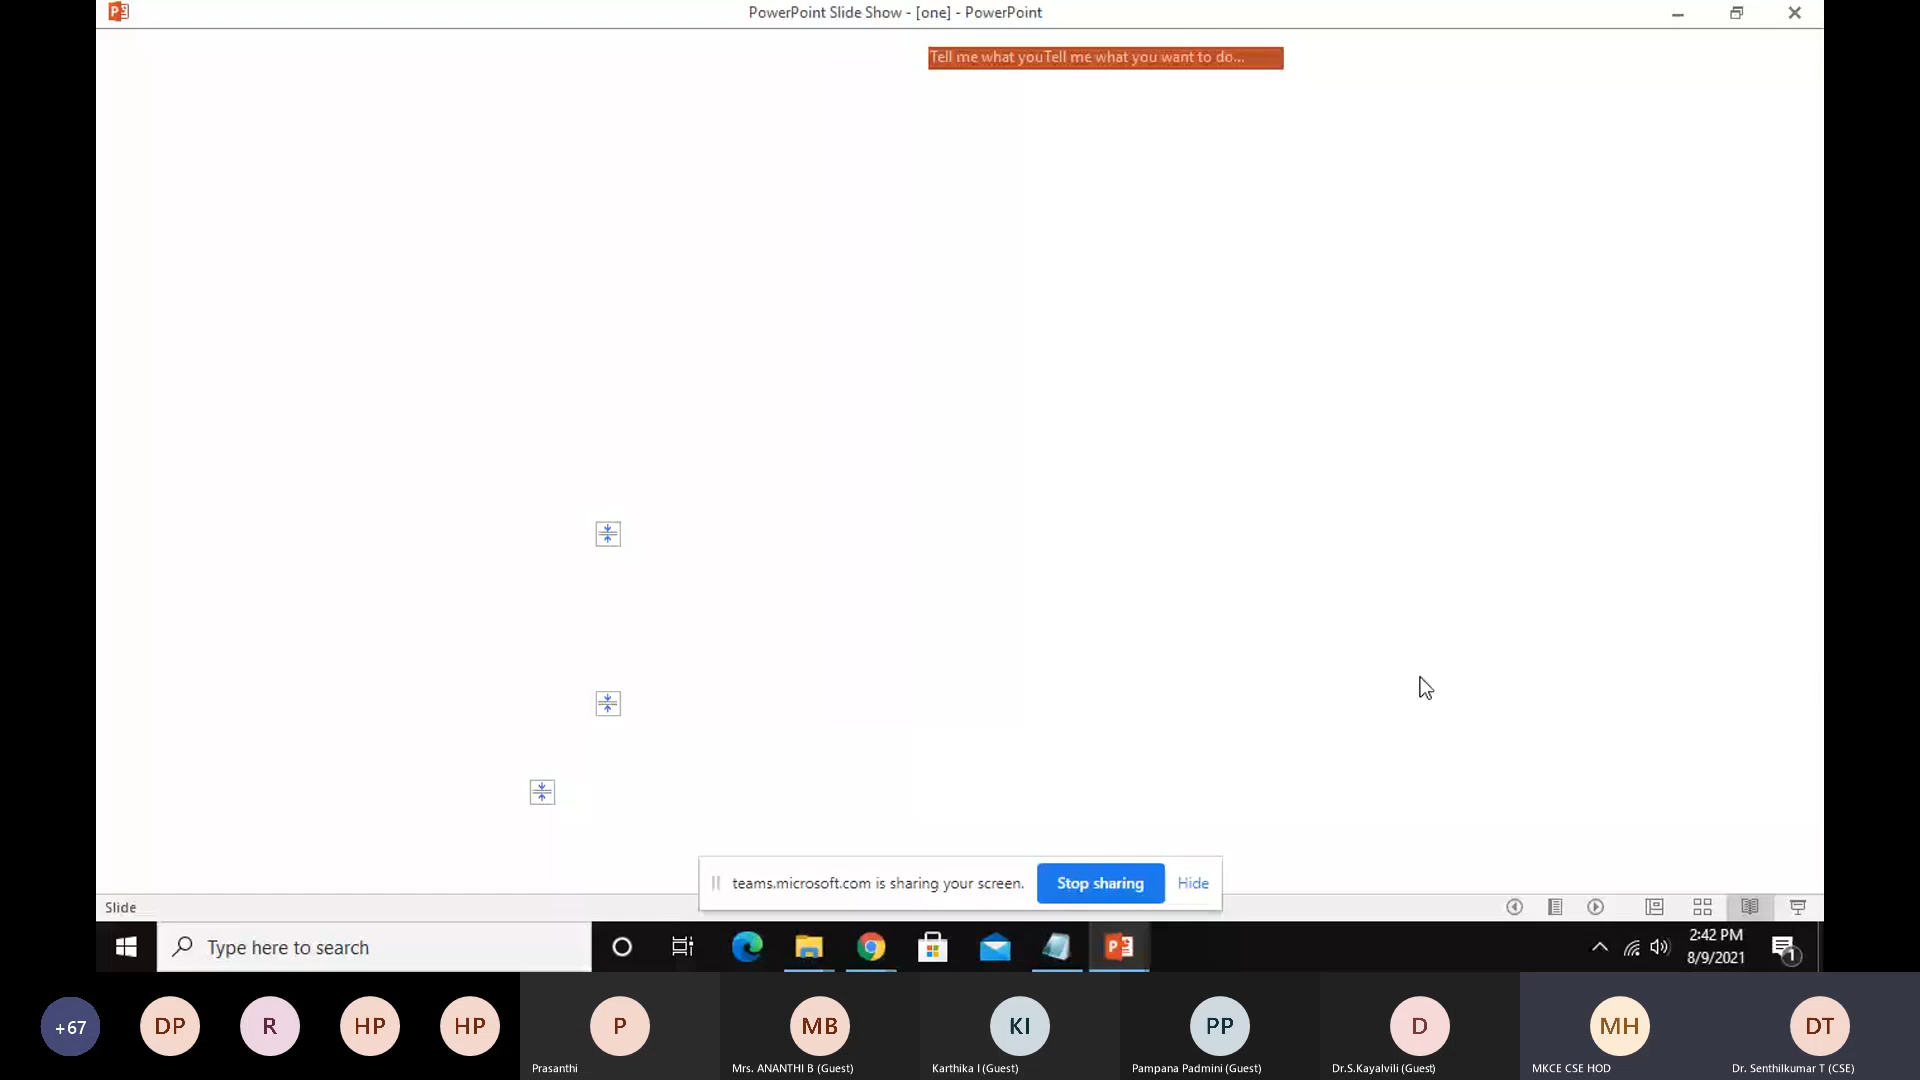 PowerPoint Slide Show - [one] - PowerPoint
Tell me what youTell me what you want to do...
teams.microsoft.com is sharing your screen.
Stop sharing
Hide
Slide
Type here to search
2:42 PM
8/9/2021
1
+67
DP
R
HP
HP
P
MB
KI
PP
D
MH
DT
Prasanthi
Mrs. ANANTHI B (Guest)
Karthika I (Guest)
Pampana Padmini (Guest)
Dr.S.Kayalvili (Guest)
MKCE CSE HOD
Dr. Senthilkumar T (CSE)